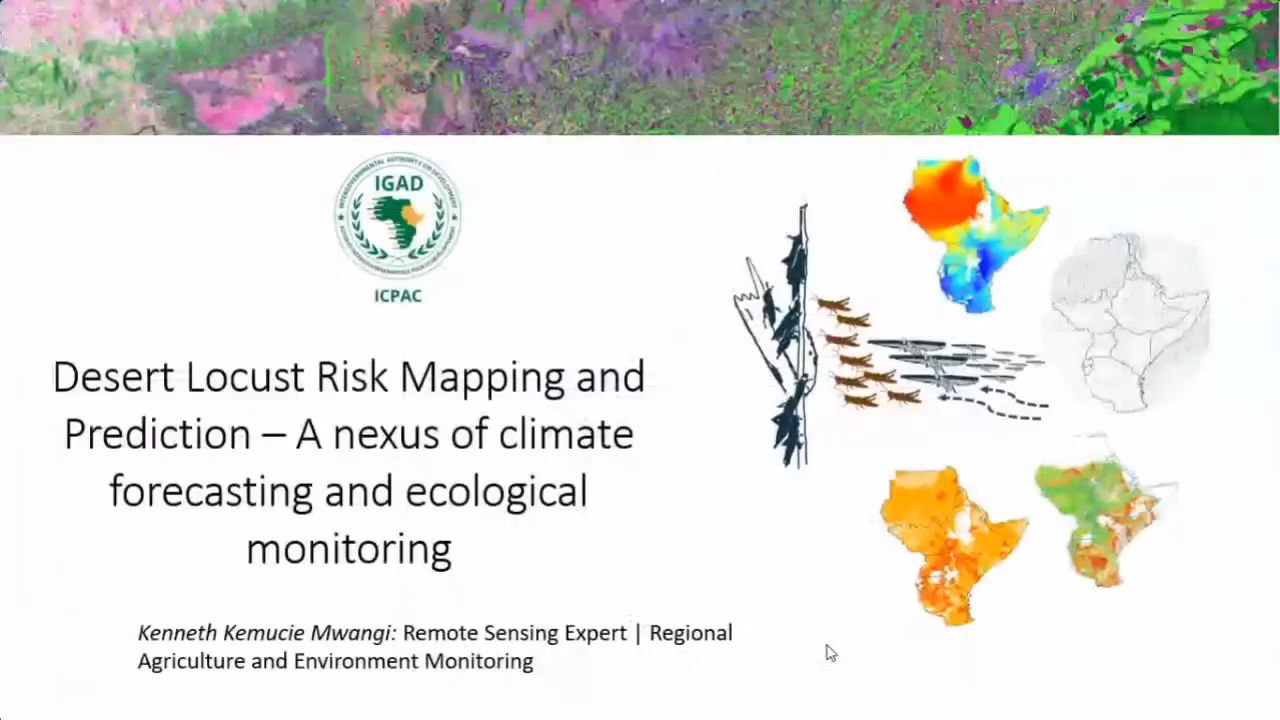 IGAD
ICPAC
Desert Locust Risk Mapping and
Prediction – A nexus of climate
forecasting and ecological
monitoring
Kenneth Kemucie Mwangi: Remote Sensing Expert | Regional
Agriculture and Environment Monitoring